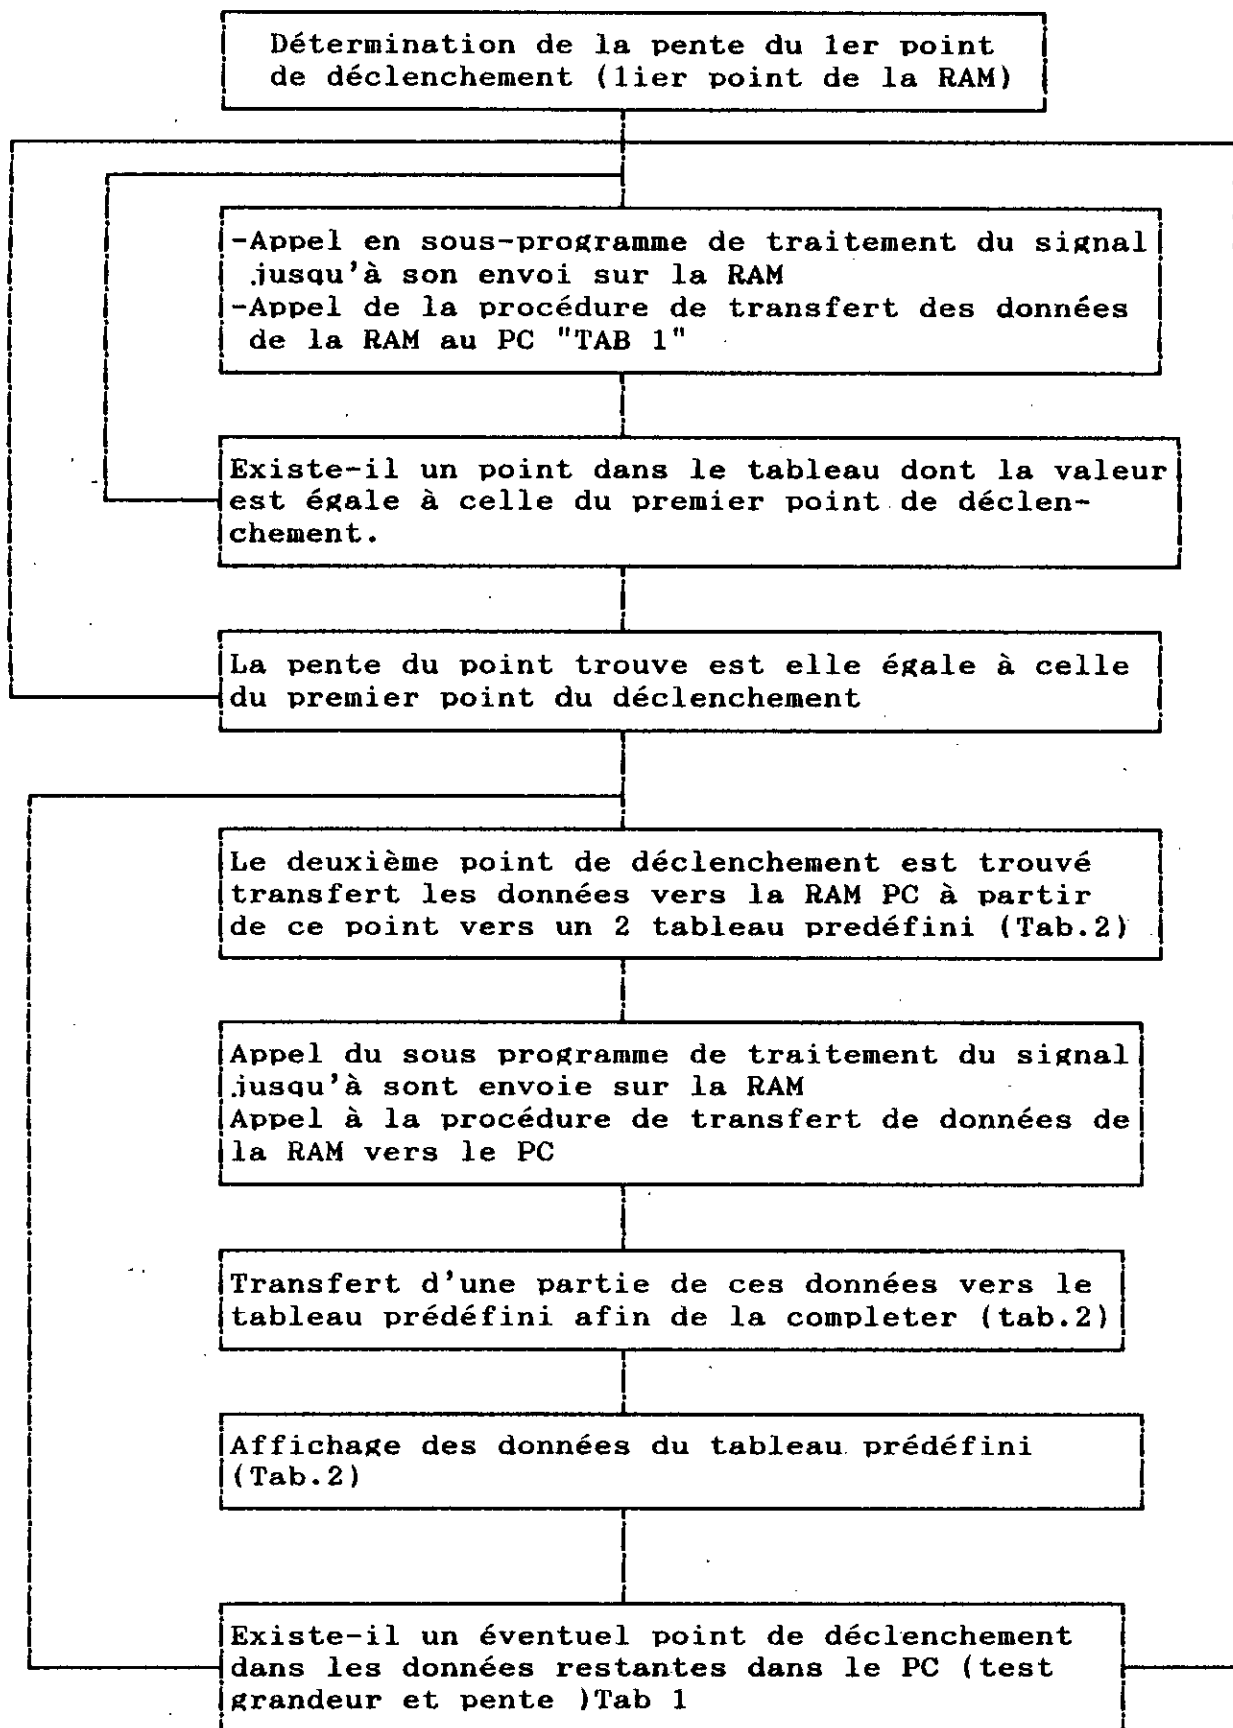 Détermination de la pente du 1er point
de déclenchement (1ier point de la RAM)
-Appel en sous-programme de traitement du signal
jusqu'à son envoi sur la RAM
-Appel de la procédure de transfert des données
de la RAM au PC "TAB 1"
Existe-il un point dans le tableau dont la valeur
est égale à celle du premier point de déclen-
chement.
La pente du point trouve est elle égale à celle
du premier point du déclenchement
Le deuxième point de déclenchement est trouvé
transfert les données vers la RAM PC à partir
de ce point vers un 2 tableau predéfini (Tab.2)
Appel du sous programme de traitement du signal
jusqu'à sont envoie sur la RAM
Appel à la procédure de transfert de données de
la RAM vers le PC
Transfert d'une partie de ces données vers le
tableau prédéfini afin de la completer (tab.2)
Affichage des données du tableau prédéfini
(Tab.2)
Existe-il un éventuel point de déclenchement
dans les données restantes dans le PC (test
grandeur et pente )Tab 1